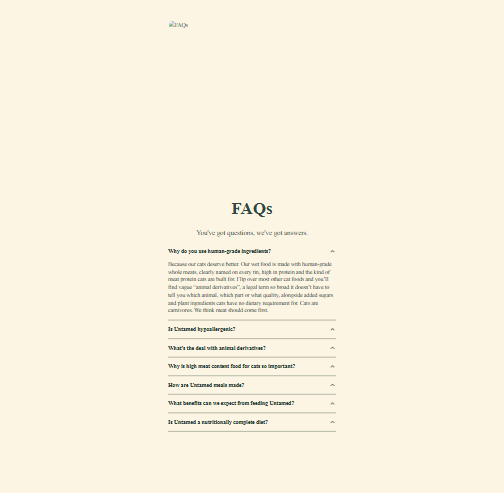 FAQs
FAQs
You've got questions, we've got answers.
Why do you use human-grade ingredients?
Because our cats deserve better. Our wet food is made with human-grade
whole meats, clearly named on every tin, high in protein and the kind of
meat protein cats are built for. Flip over most other cat foods and you'll
find vague "animal derivatives", a legal term so broad it doesn't have to
tell you which animal, which part or what quality, alongside added sugars
and plant ingredients cats have no dietary requirement for. Cats are
carnivores. We think meat should come first.
Is Untamed hypoallergenic?
What's the deal with animal derivatives?
Why is high meat content food for cats so important?
How are Untamed meals made?
What benefits can we expect from feeding Untamed?
Is Untamed a nutritionally complete diet?